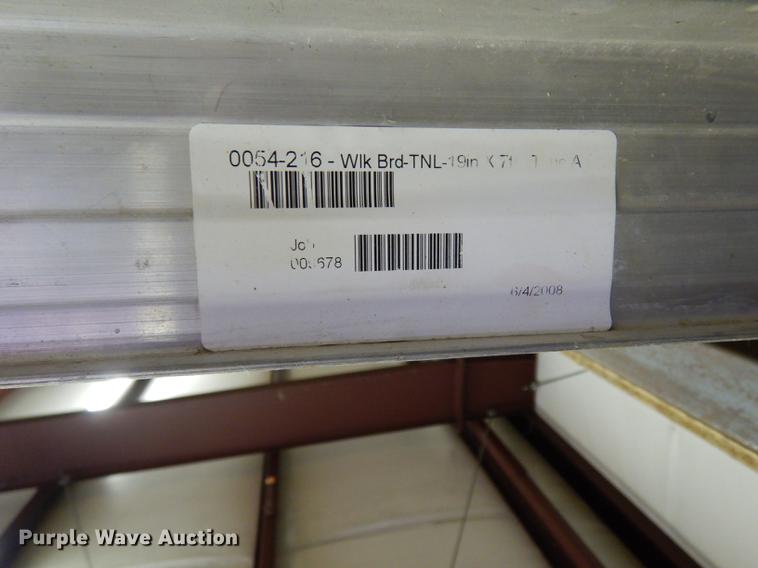 0054-216 - Wlk Brd-TNL-19in X A
Job
6/4/2008
Purple Wave Auction